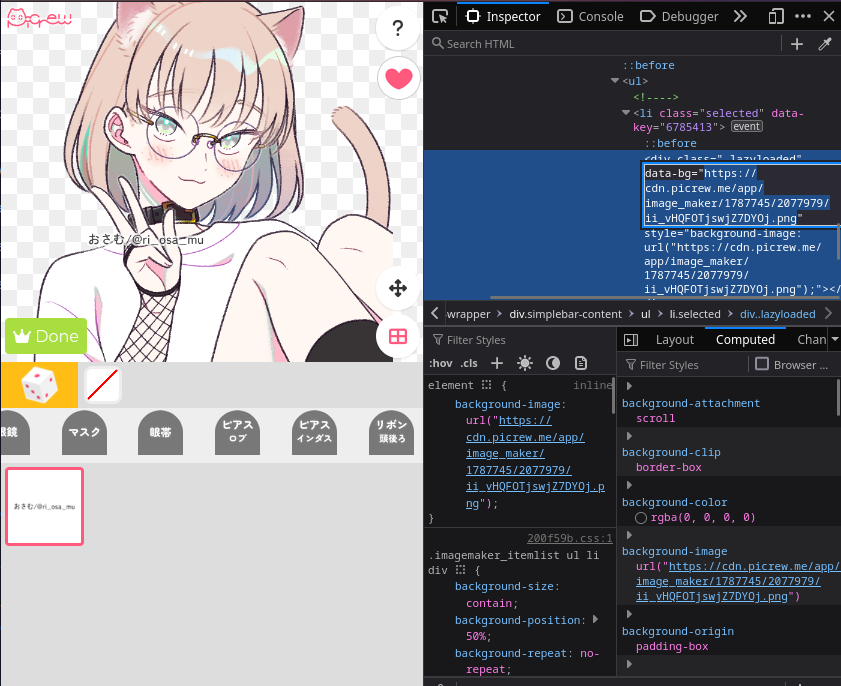 Picrew
?
おさむ/@ri_osa_mu
Done
眼鏡
マスク
眼帯
ピアス
ロブ
ピアス
インダス
リボン
頭後ろ
おさむ/@ri_osa_mu
Inspector
Console
Debugger
Search HTML
::before
<ul>
<!---->
<li class="selected" data-
key="6785413">
event
::before
<div class=" lazyloaded"
data-bg="https://
cdn.picrew.me/app/
image_maker/1787745/2077979/
ii_vHQFOTjswjZ7DYOj.png"
style="background-image:
url("https://cdn.picrew.me/
app/image_maker/
1787745/2077979/
ii_vHQFOTjswjZ7DYOj.png");"></
wrapper
div.simplebar-content
ul
li.selected
div..lazyloaded
Filter Styles
:hov .cls
element { inline
background-image:
url("https://
cdn.picrew.me/app/
image_maker/
1787745/2077979/
ii_vHQFOTjswjZ7DYOj.p
ng");
}
200f59b.css:1
.imagemaker_itemlist ul li
div {
background-size:
contain;
background-position:
50%;
background-repeat: no-
repeat;
Layout
Computed
Chan
Filter Styles
Browser ...
background-attachment
scroll
background-clip
border-box
background-color
rgba(0, 0, 0, 0)
background-image
url("https://cdn.picrew.me/app/
image_maker/1787745/2077979/
ii_vHQFOTjswjZ7DYOj.png")
background-origin
padding-box